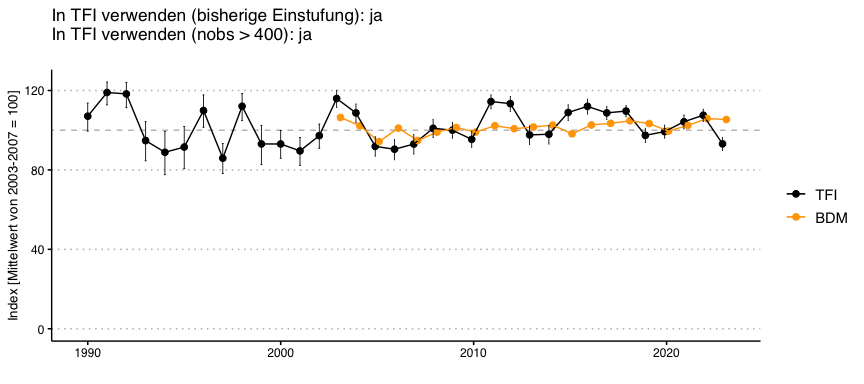 In TFI verwenden (bisherige Einstufung): ja
In TFI verwenden (nobs > 400): ja
Index [Mittelwert von 2003-2007 = 100]
120
80
40
0
1990
2000
2010
2020
TFI
BDM